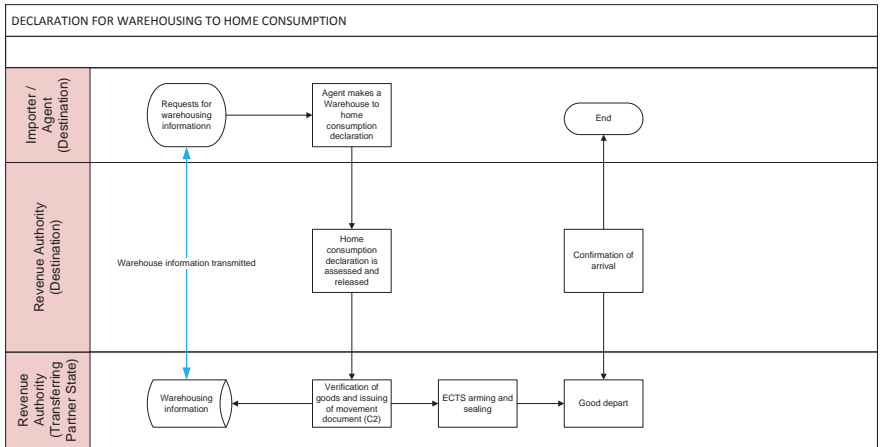 DECLARATION FOR WAREHOUSING TO HOME CONSUMPTION
Importer /
Agent
(Destination)
Requests for
warehousing
informationn
Agent makes a
Warehouse to
home
consumption
declaration
End
Revenue Authority
(Destination)
Warehouse information transmitted
Home
consumption
declaration is
assessed and
released
Confirmation of
arrival
Revenue
Authority
(Transferring
Partner State)
Warehousing
information
Verification of
goods and issuing
of movement
document (C2)
ECTS arming and
sealing
Good depart